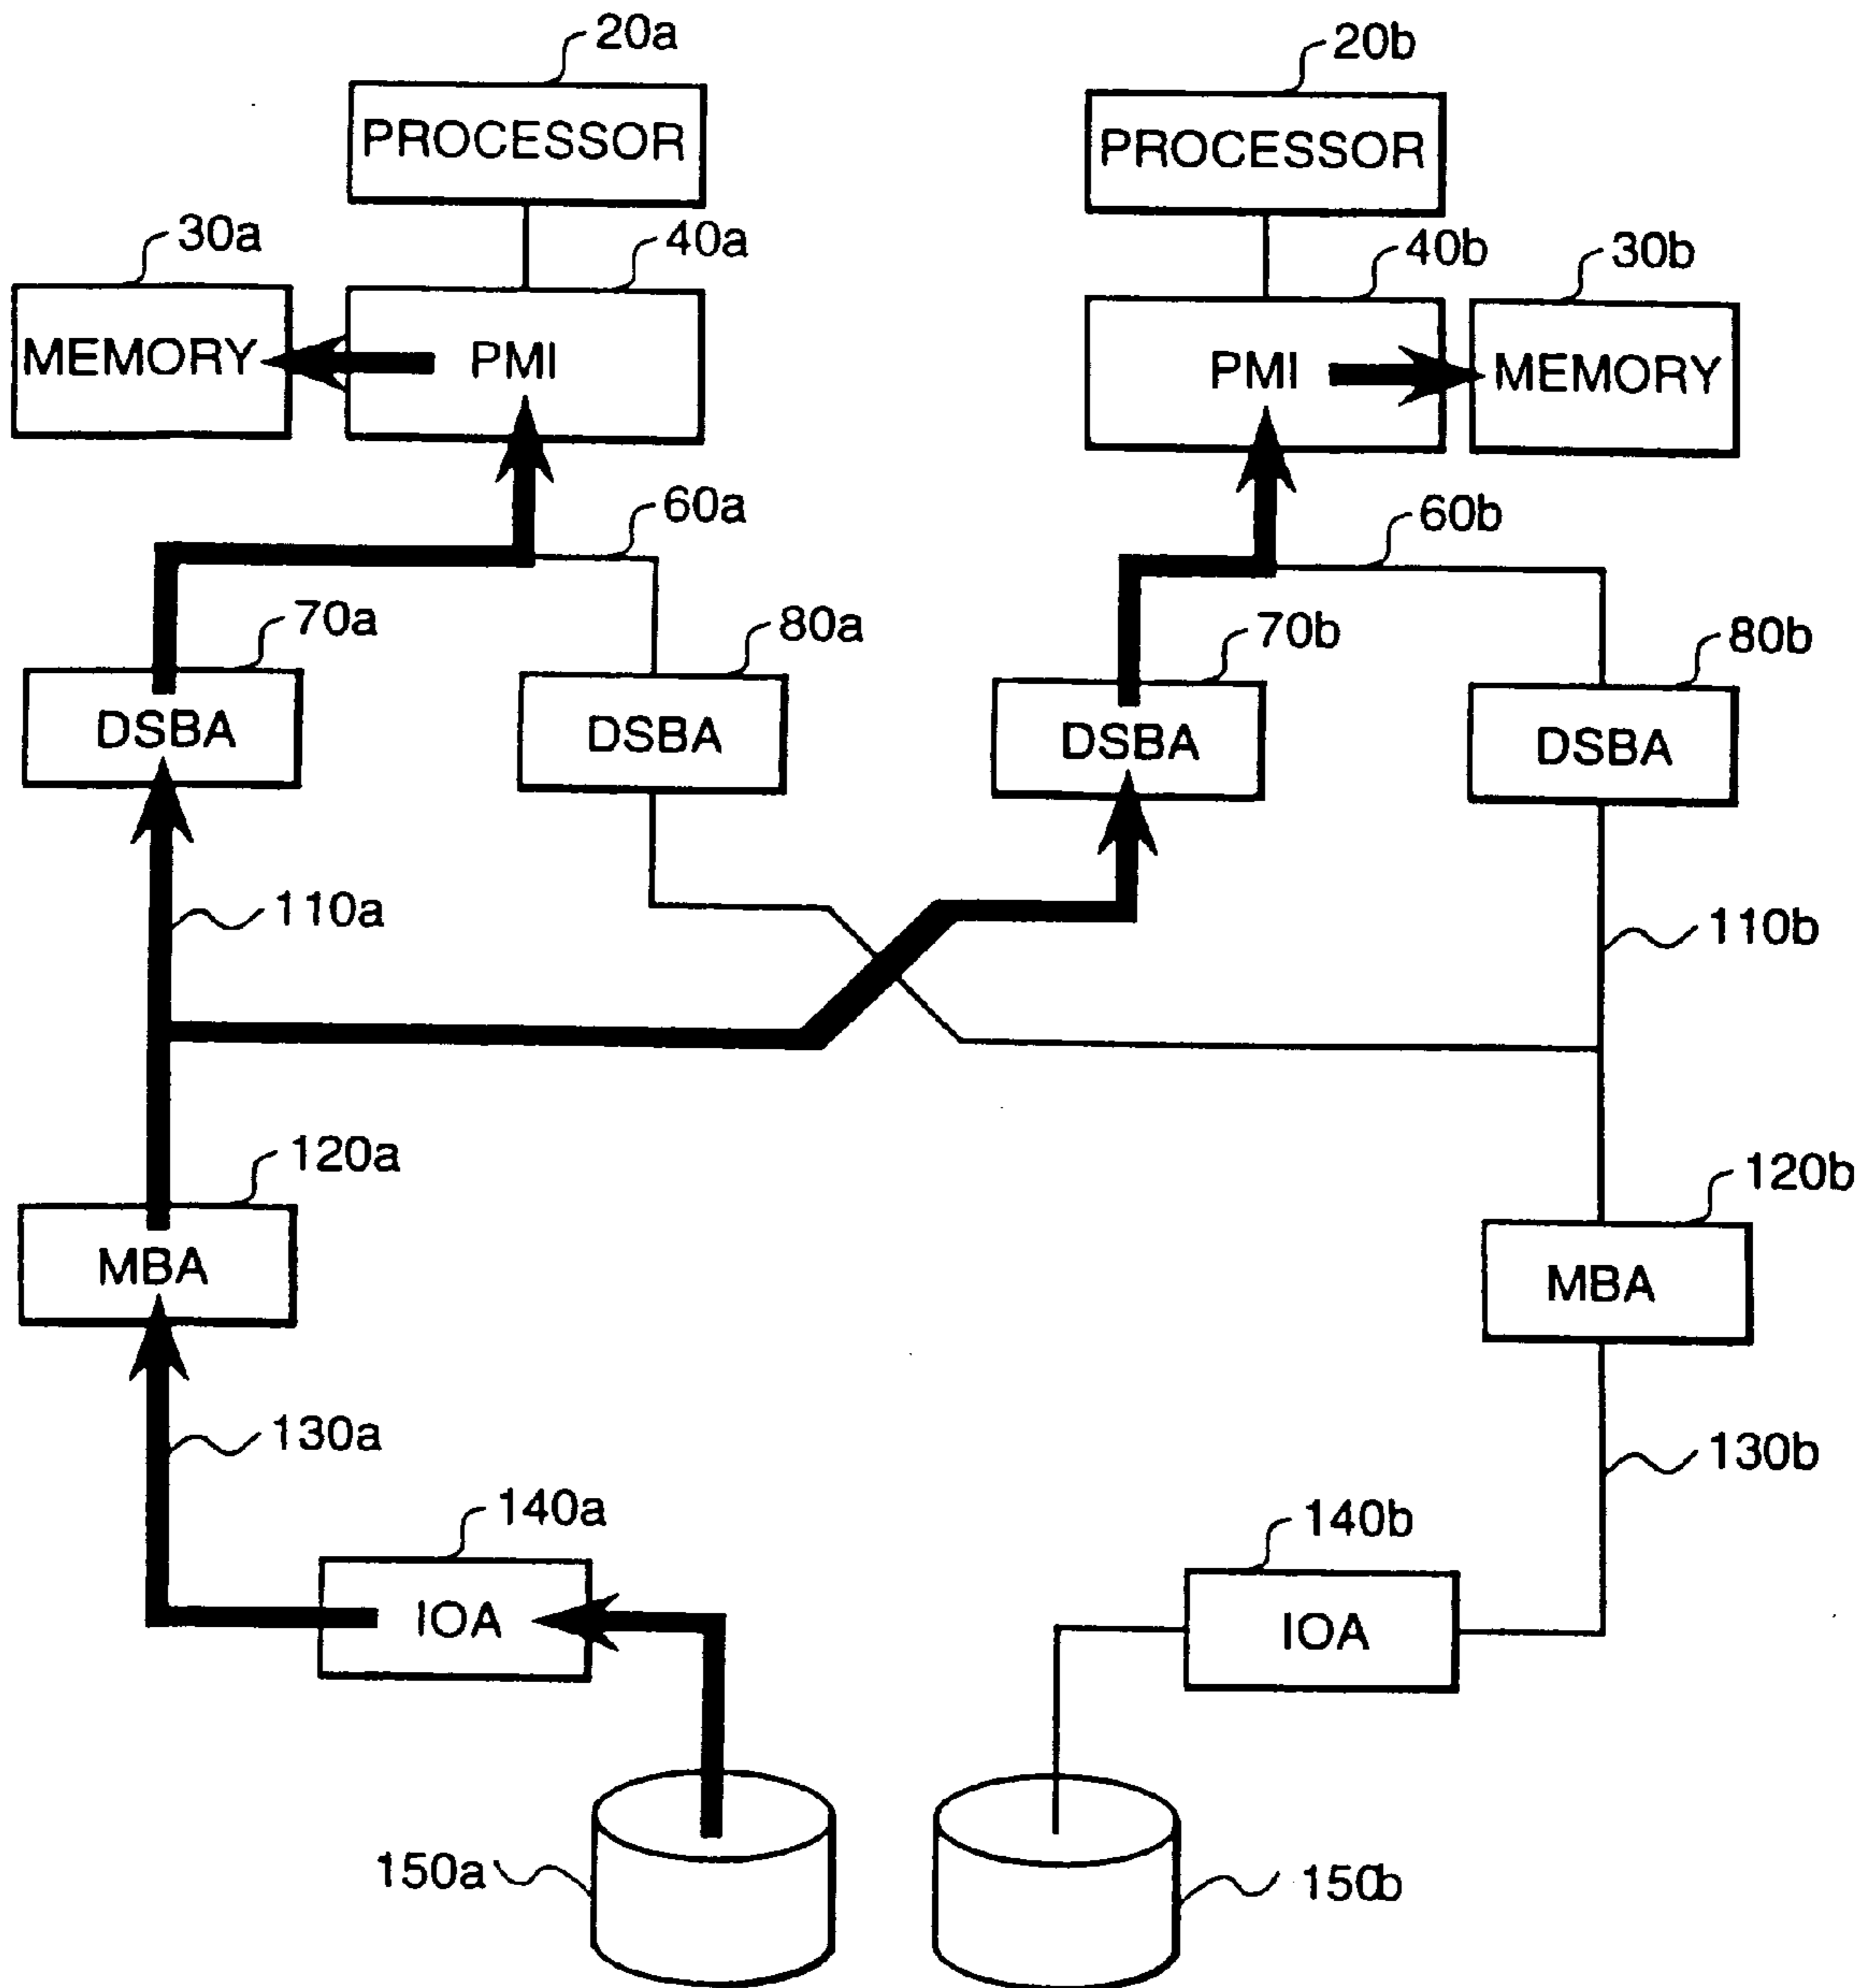 20a
20b
PROCESSOR
PROCESSOR
30a
40a
40b
30b
MEMORY
PMI
PMI
MEMORY
60a
60b
70a
80a
70b
80b
DSBA
DSBA
DSBA
DSBA
110a
110b
120a
120b
MBA
MBA
130a
130b
140a
140b
IOA
IOA
150a
150b